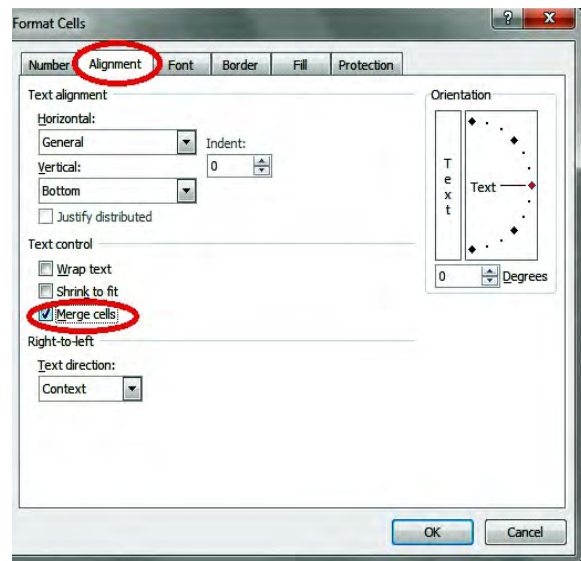 Format Cells
?
X
Number Alignment Font Border Fill Protection
Text alignment
Horizontal:
General
Indent:
0
Vertical:
Bottom
Justify distributed
Text control
Wrap text
Shrink to fit
Merge cells
Right-to-left
Text direction:
Context
Orientation
Text
Text
0 Degrees
OK Cancel